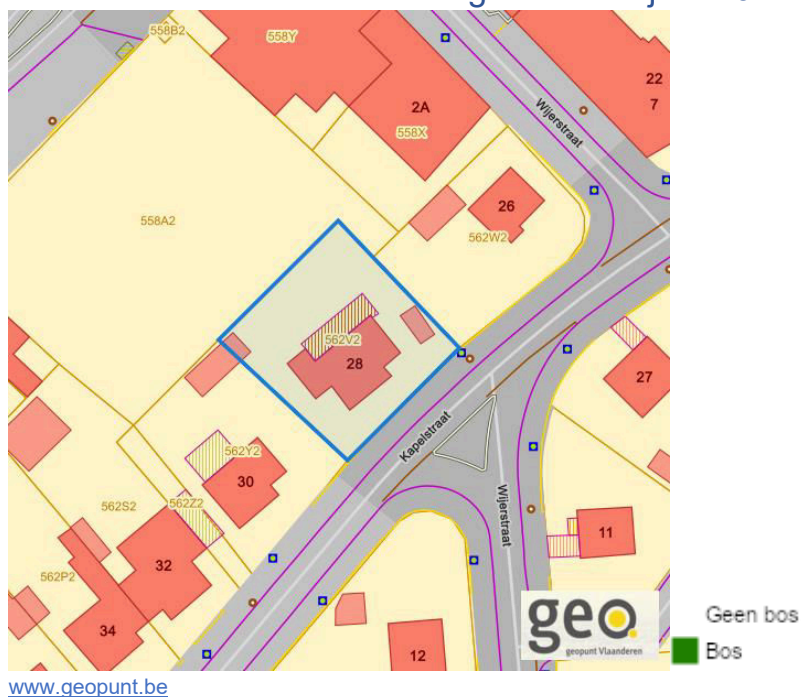 558B2
558Y
22
7
2A
558X
Wijerstraat
558A2
26
562W2
562V2
28
27
Kapelstraat
562Y2
30
Wijerstraat
562S2
562Z2
11
32
562P2
34
12
geo.
geopunt Vlaanderen
Geen bos
Bos
www.geopunt.be